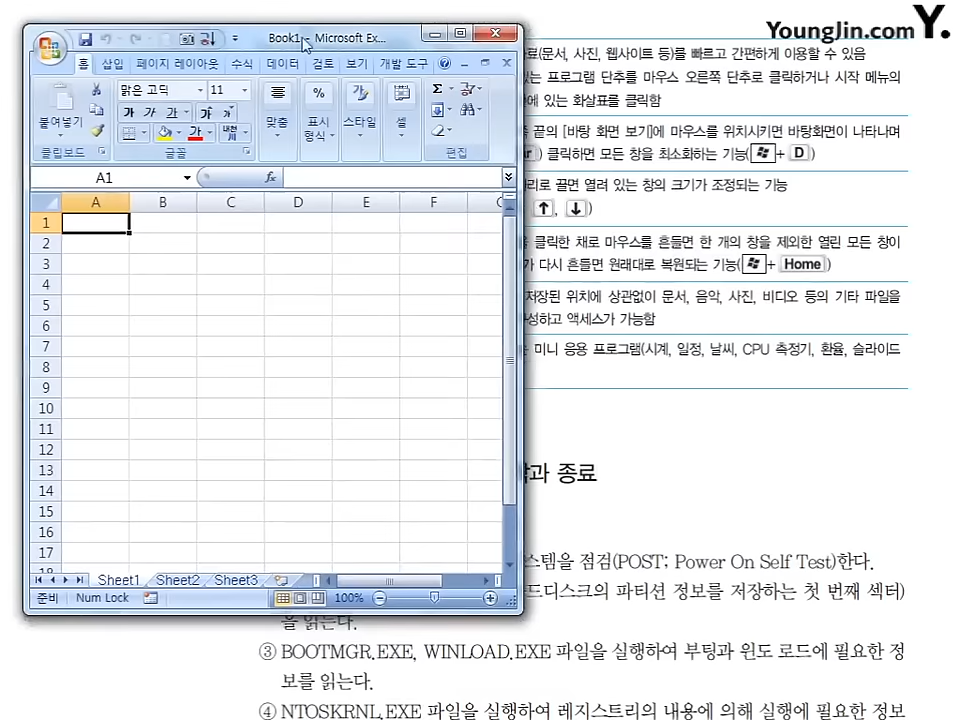 Younglin.com Y.
Book1 - Microsoft Ex...
홈 삽입 페이지 레이아웃 수식 데이터 검토 보기 개발 도구
맑은 고딕 11
붙여넣기
가 가 가 가 가
가 내천
맞춤
표시 형식
스타일
셀
클립보드 글꼴 편집
A1 fx
A B C D E F
1
2
3
4
5
6
7
8
9
10
11
12
13
14
15
16
17
Sheet1 Sheet2 Sheet3
준비 Num Lock 100%
료(문서, 사진, 웹사이트 등)를 빠르고 간편하게 이용할 수 있음
있는 프로그램 단추를 마우스 오른쪽 단추로 클릭하거나 시작 메뉴의
에 있는 화살표를 클릭함
끝의 [바탕 화면 보기]에 마우스를 위치시키면 바탕화면이 나타나며
) 클릭하면 모든 창을 최소화하는 기능( + D )
리로 끌면 열려 있는 창의 크기가 조정되는 기능
↑, ↓ )
클릭한 채로 마우스를 흔들면 한 개의 창을 제외한 열린 모든 창이
가 다시 흔들면 원래대로 복원되는 기능( + Home )
저장된 위치에 상관없이 문서, 음악, 사진, 비디오 등의 기타 파일을
성하고 액세스가 가능함
미니 응용 프로그램(시계, 일정, 날씨, CPU 측정기, 환율, 슬라이드
과 종료
스템을 점검(POST; Power On Self Test)한다.
드디스크의 파티션 정보를 저장하는 첫 번째 섹터)
을 읽는다.
③ BOOTMGR.EXE, WINLOAD.EXE 파일을 실행하여 부팅과 윈도 로드에 필요한 정
보를 읽는다.
④ NTOSKRNL.EXE 파일을 실행하여 레지스트리의 내용에 의해 실행에 필요한 정보